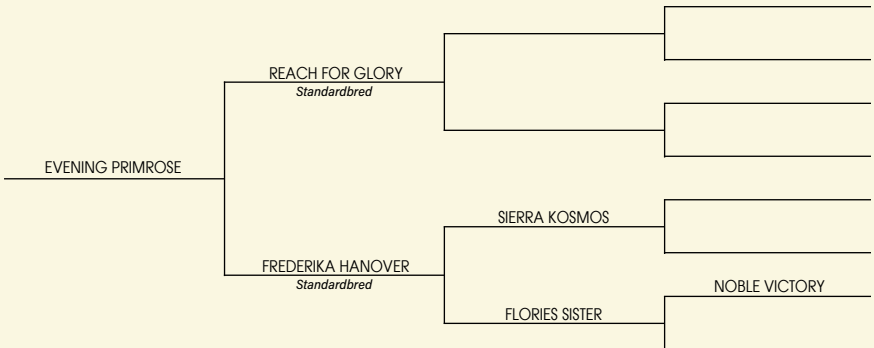 REACH FOR GLORY
Standardbred
EVENING PRIMROSE
SIERRA KOSMOS
FREDERIKA HANOVER
Standardbred
NOBLE VICTORY
FLORIES SISTER